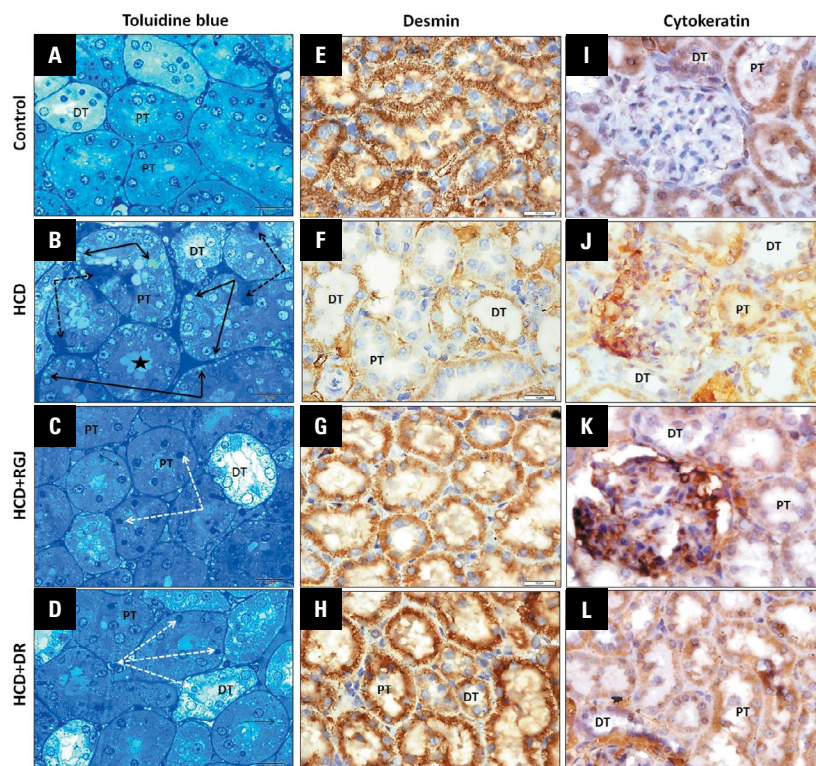 Toluidine blue Desmin Cytokeratin
Control
A
DT
PT
PT
E
I
DT
PT
HCD
B
DT
PT
F
DT
DT
PT
J
DT
PT
DT
HCD+RGJ
C
PT
PT
DT
G
K
DT
PT
HCD+DR
D
PT
DT
H
PT
DT
L
DT
PT